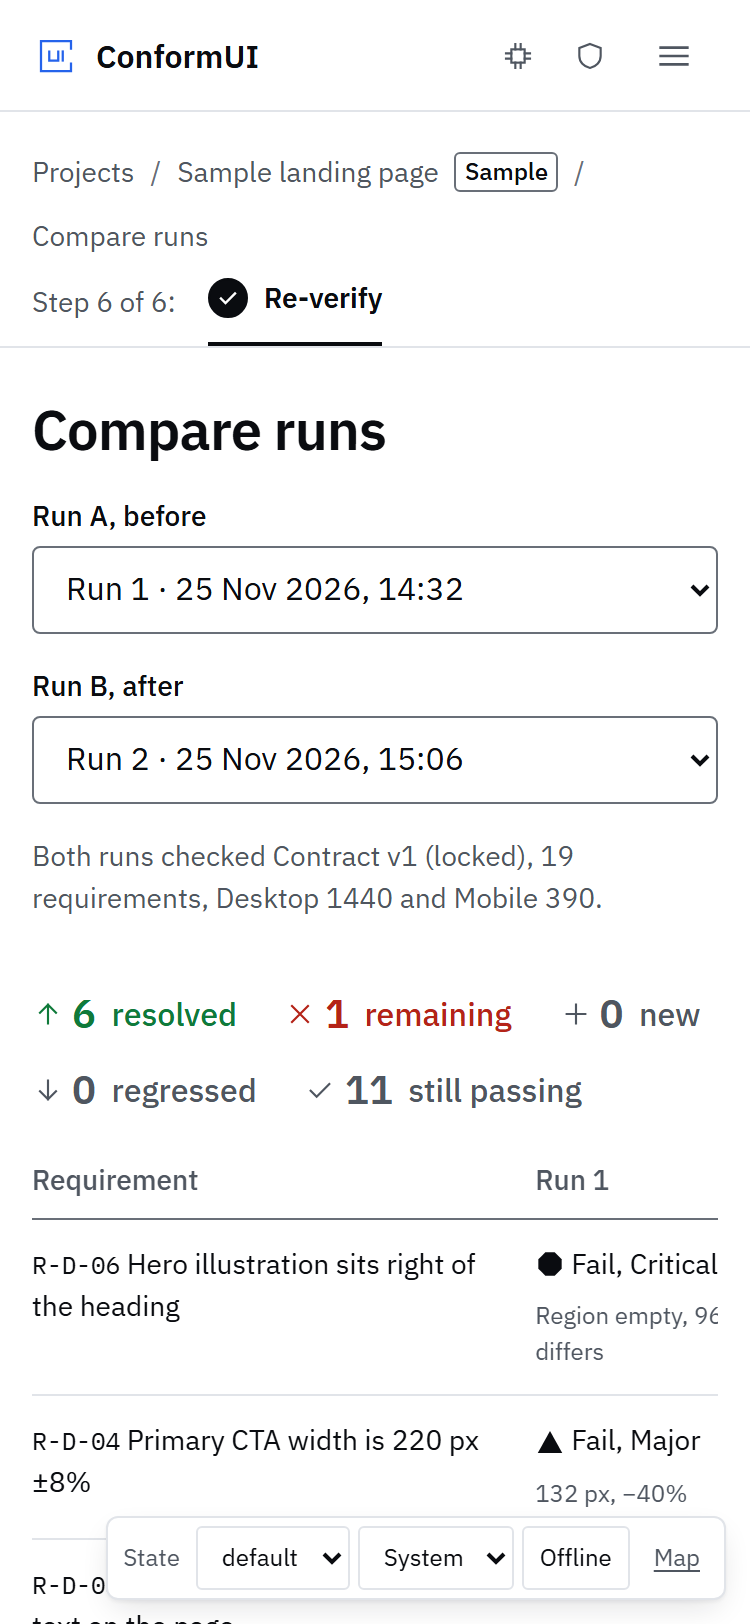 ConformUI
Projects / Sample landing page Sample /
Compare runs
Step 6 of 6: Re-verify
Compare runs
Run A, before
Run 1 · 25 Nov 2026, 14:32
Run B, after
Run 2 · 25 Nov 2026, 15:06
Both runs checked Contract v1 (locked), 19
requirements, Desktop 1440 and Mobile 390.
6 resolved 1 remaining 0 new
0 regressed 11 still passing
Requirement Run 1
R-D-06 Hero illustration sits right of Fail, Critical
the heading
Region empty, 96
differs
R-D-04 Primary CTA width is 220 px Fail, Major
±8%
132 px, −40%
State default System Offline Map
R-D-0